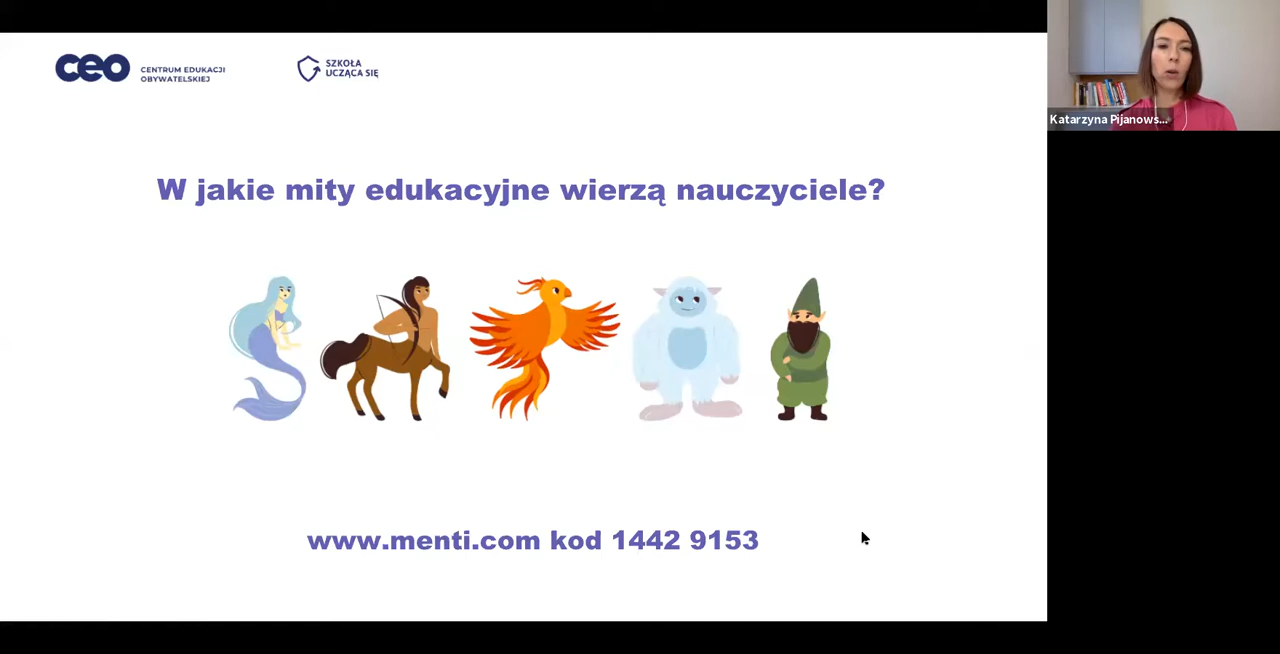 ceo
CENTRUM EDUKACJI
OBYWATELSKIEJ
SZKOŁA
UCZĄCA SIĘ
Katarzyna Pijanows...
W jakie mity edukacyjne wierzą nauczyciele?
www.menti.com kod 1442 9153